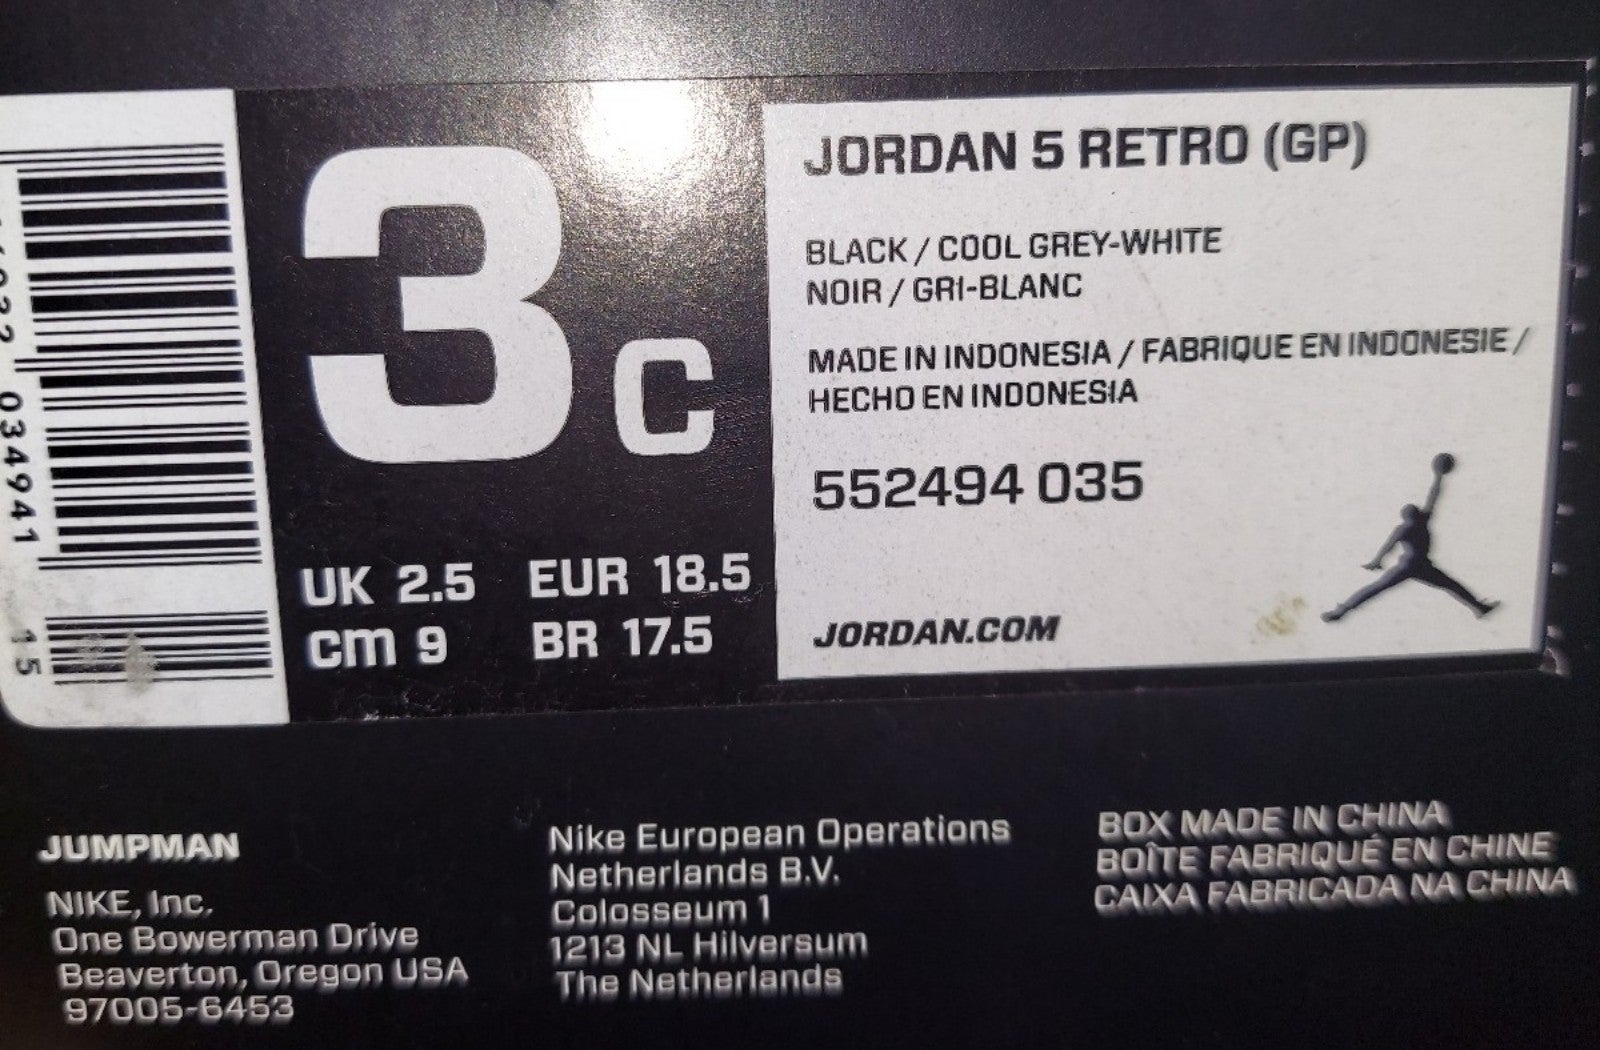 034941
15
3c
UK 2.5 EUR 18.5
cm 9 BR 17.5
JORDAN 5 RETRO (GP)
BLACK / COOL GREY-WHITE
NOIR / GRI-BLANC
MADE IN INDONESIA / FABRIQUE EN INDONESIE /
HECHO EN INDONESIA
552494 035
JORDAN.COM
JUMPMAN
NIKE, Inc.
One Bowerman Drive
Beaverton, Oregon USA
97005-6453
Nike European Operations
Netherlands B.V.
Colosseum 1
1213 NL Hilversum
The Netherlands
BOX MADE IN CHINA
BOÎTE FABRIQUÉ EN CHINE
CAIXA FABRICADA NA CHINA